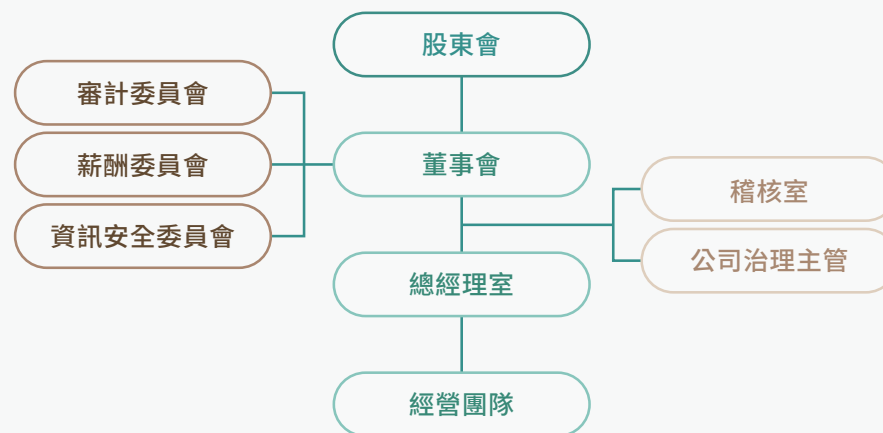 股東會
審計委員會
薪酬委員會
資訊安全委員會
董事會
稽核室
公司治理主管
總經理室
經營團隊